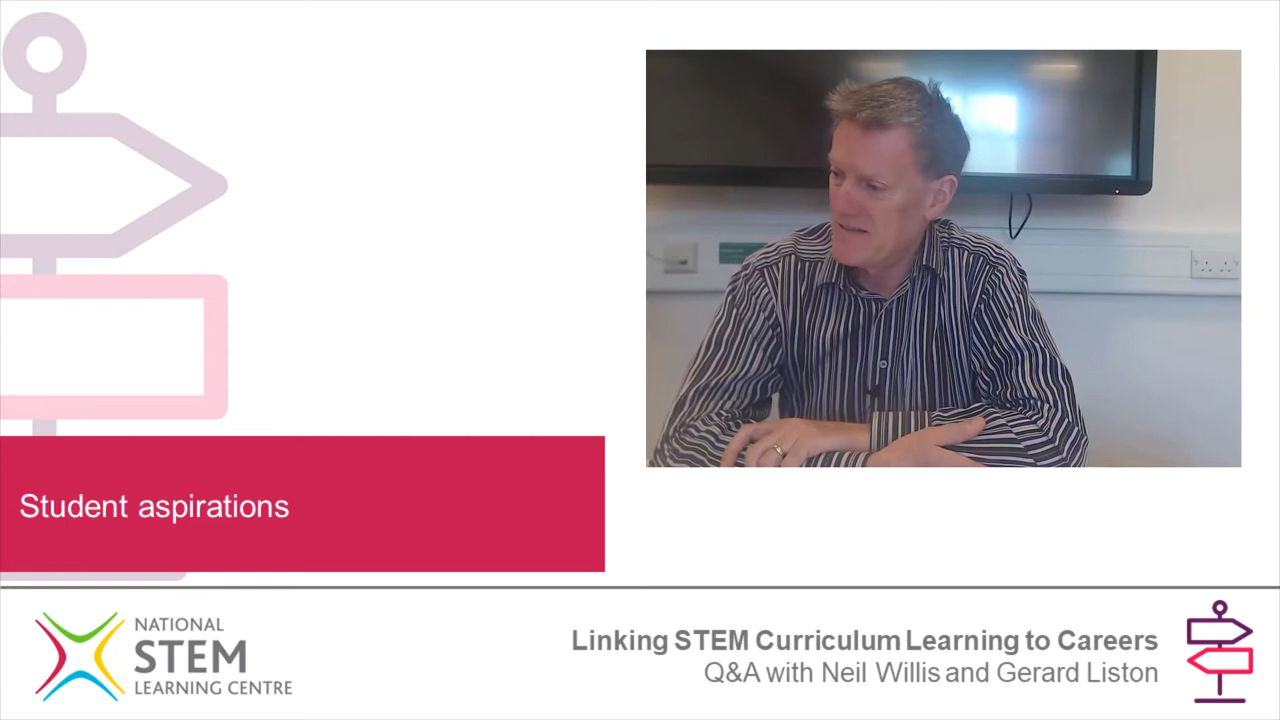 Student aspirations
NATIONAL
STEM
LEARNING CENTRE
Linking STEM Curriculum Learning to Careers
Q&A with Neil Willis and Gerard Liston